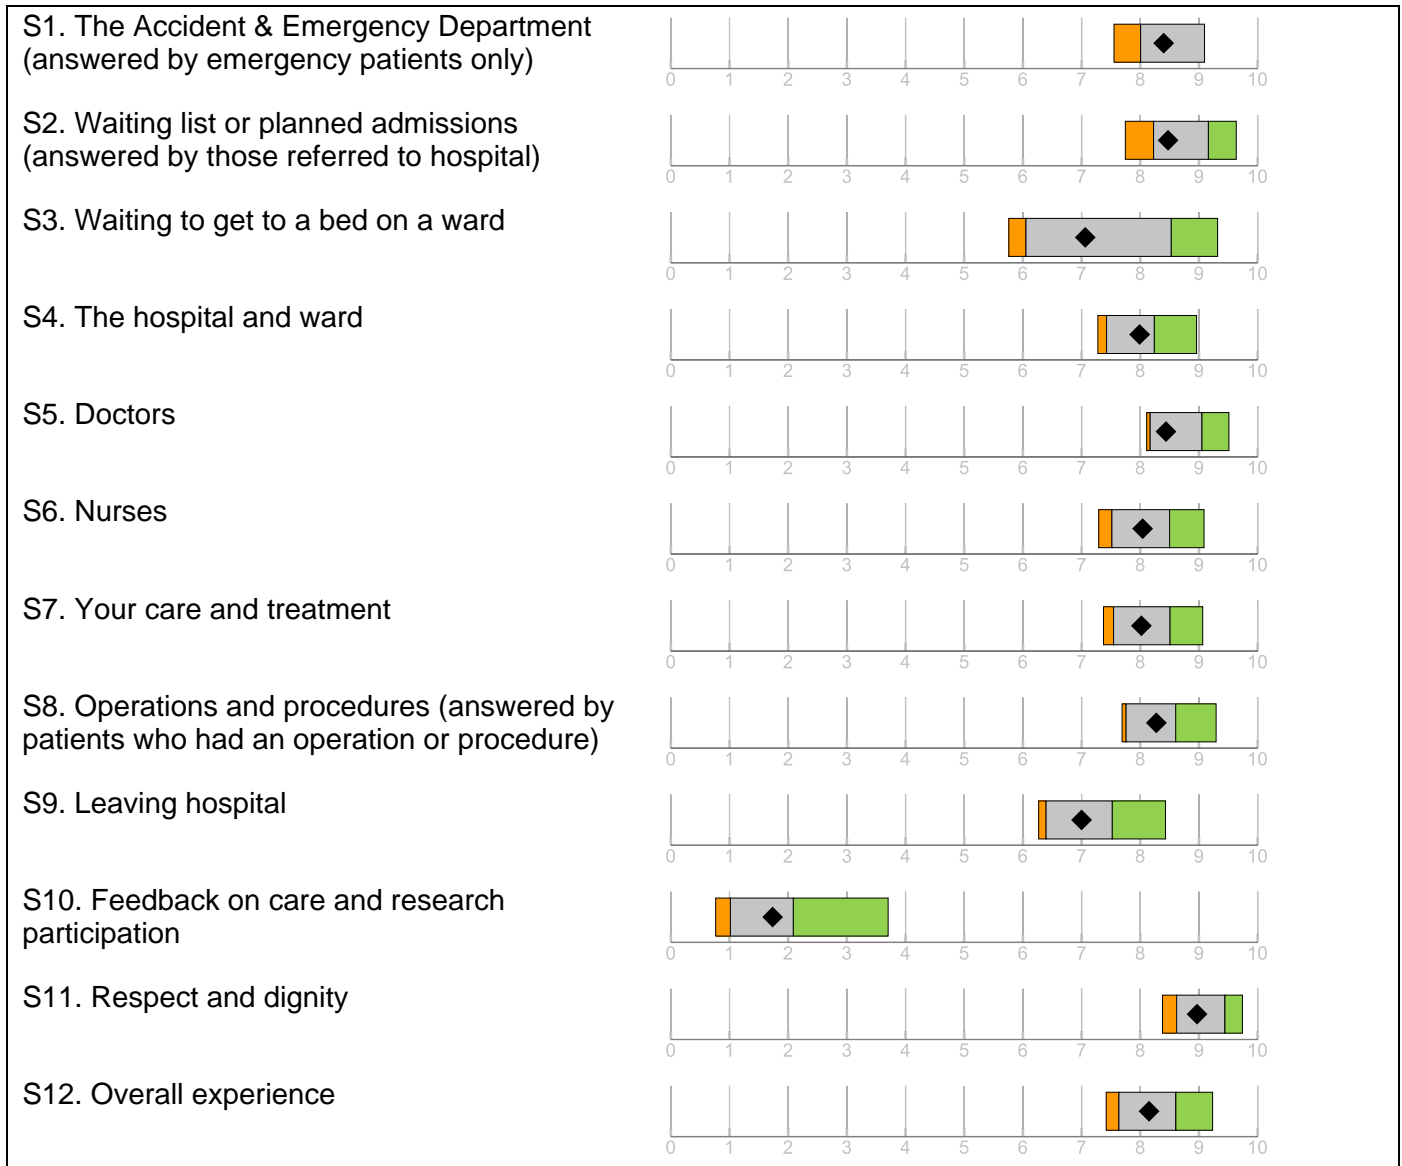 S1. The Accident & Emergency Department
(answered by emergency patients only)
0 1 2 3 4 5 6 7 8 9 10
S2. Waiting list or planned admissions
(answered by those referred to hospital)
0 1 2 3 4 5 6 7 8 9 10
S3. Waiting to get to a bed on a ward
0 1 2 3 4 5 6 7 8 9 10
S4. The hospital and ward
0 1 2 3 4 5 6 7 8 9 10
S5. Doctors
0 1 2 3 4 5 6 7 8 9 10
S6. Nurses
0 1 2 3 4 5 6 7 8 9 10
S7. Your care and treatment
0 1 2 3 4 5 6 7 8 9 10
S8. Operations and procedures (answered by
patients who had an operation or procedure)
0 1 2 3 4 5 6 7 8 9 10
S9. Leaving hospital
0 1 2 3 4 5 6 7 8 9 10
S10. Feedback on care and research
participation
0 1 2 3 4 5 6 7 8 9 10
S11. Respect and dignity
0 1 2 3 4 5 6 7 8 9 10
S12. Overall experience
0 1 2 3 4 5 6 7 8 9 10